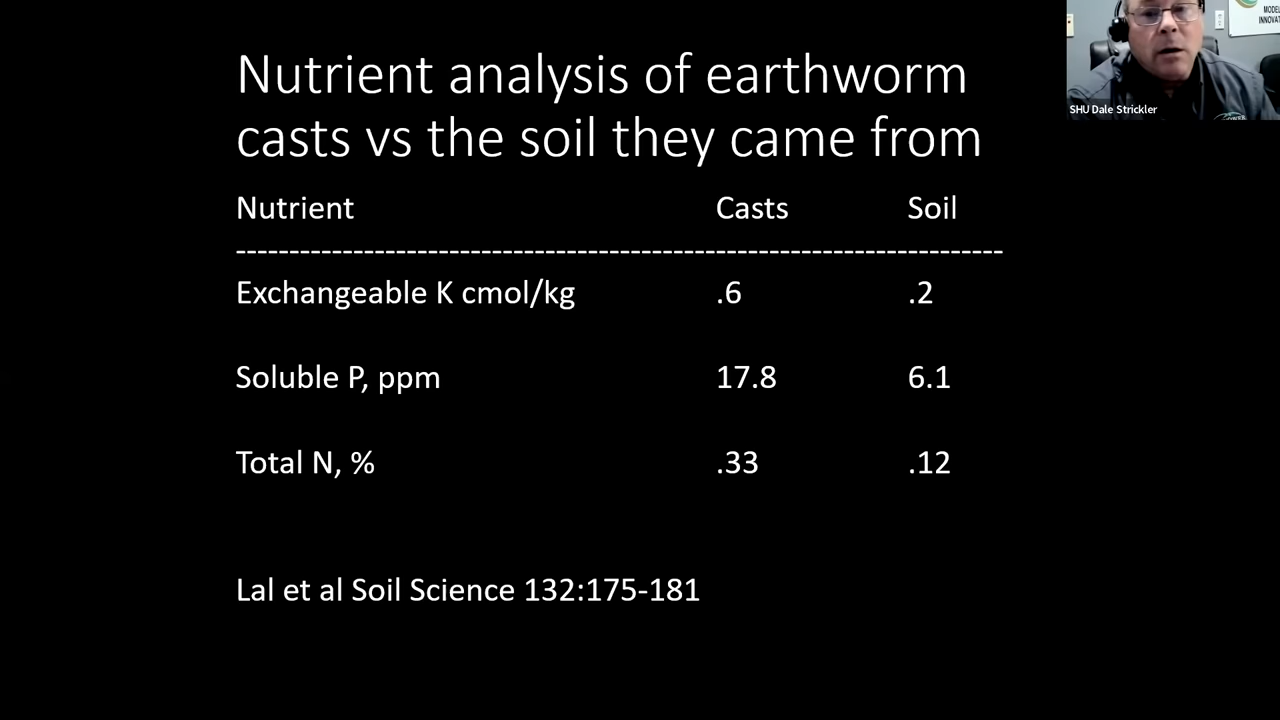 Nutrient analysis of earthworm
casts vs the soil they came from
Nutrient Casts Soil
------------------------------------------------------------------------
Exchangeable K cmol/kg .6 .2
Soluble P, ppm 17.8 6.1
Total N, % .33 .12
Lal et al Soil Science 132:175-181
SHU Dale Strickler
MODEL